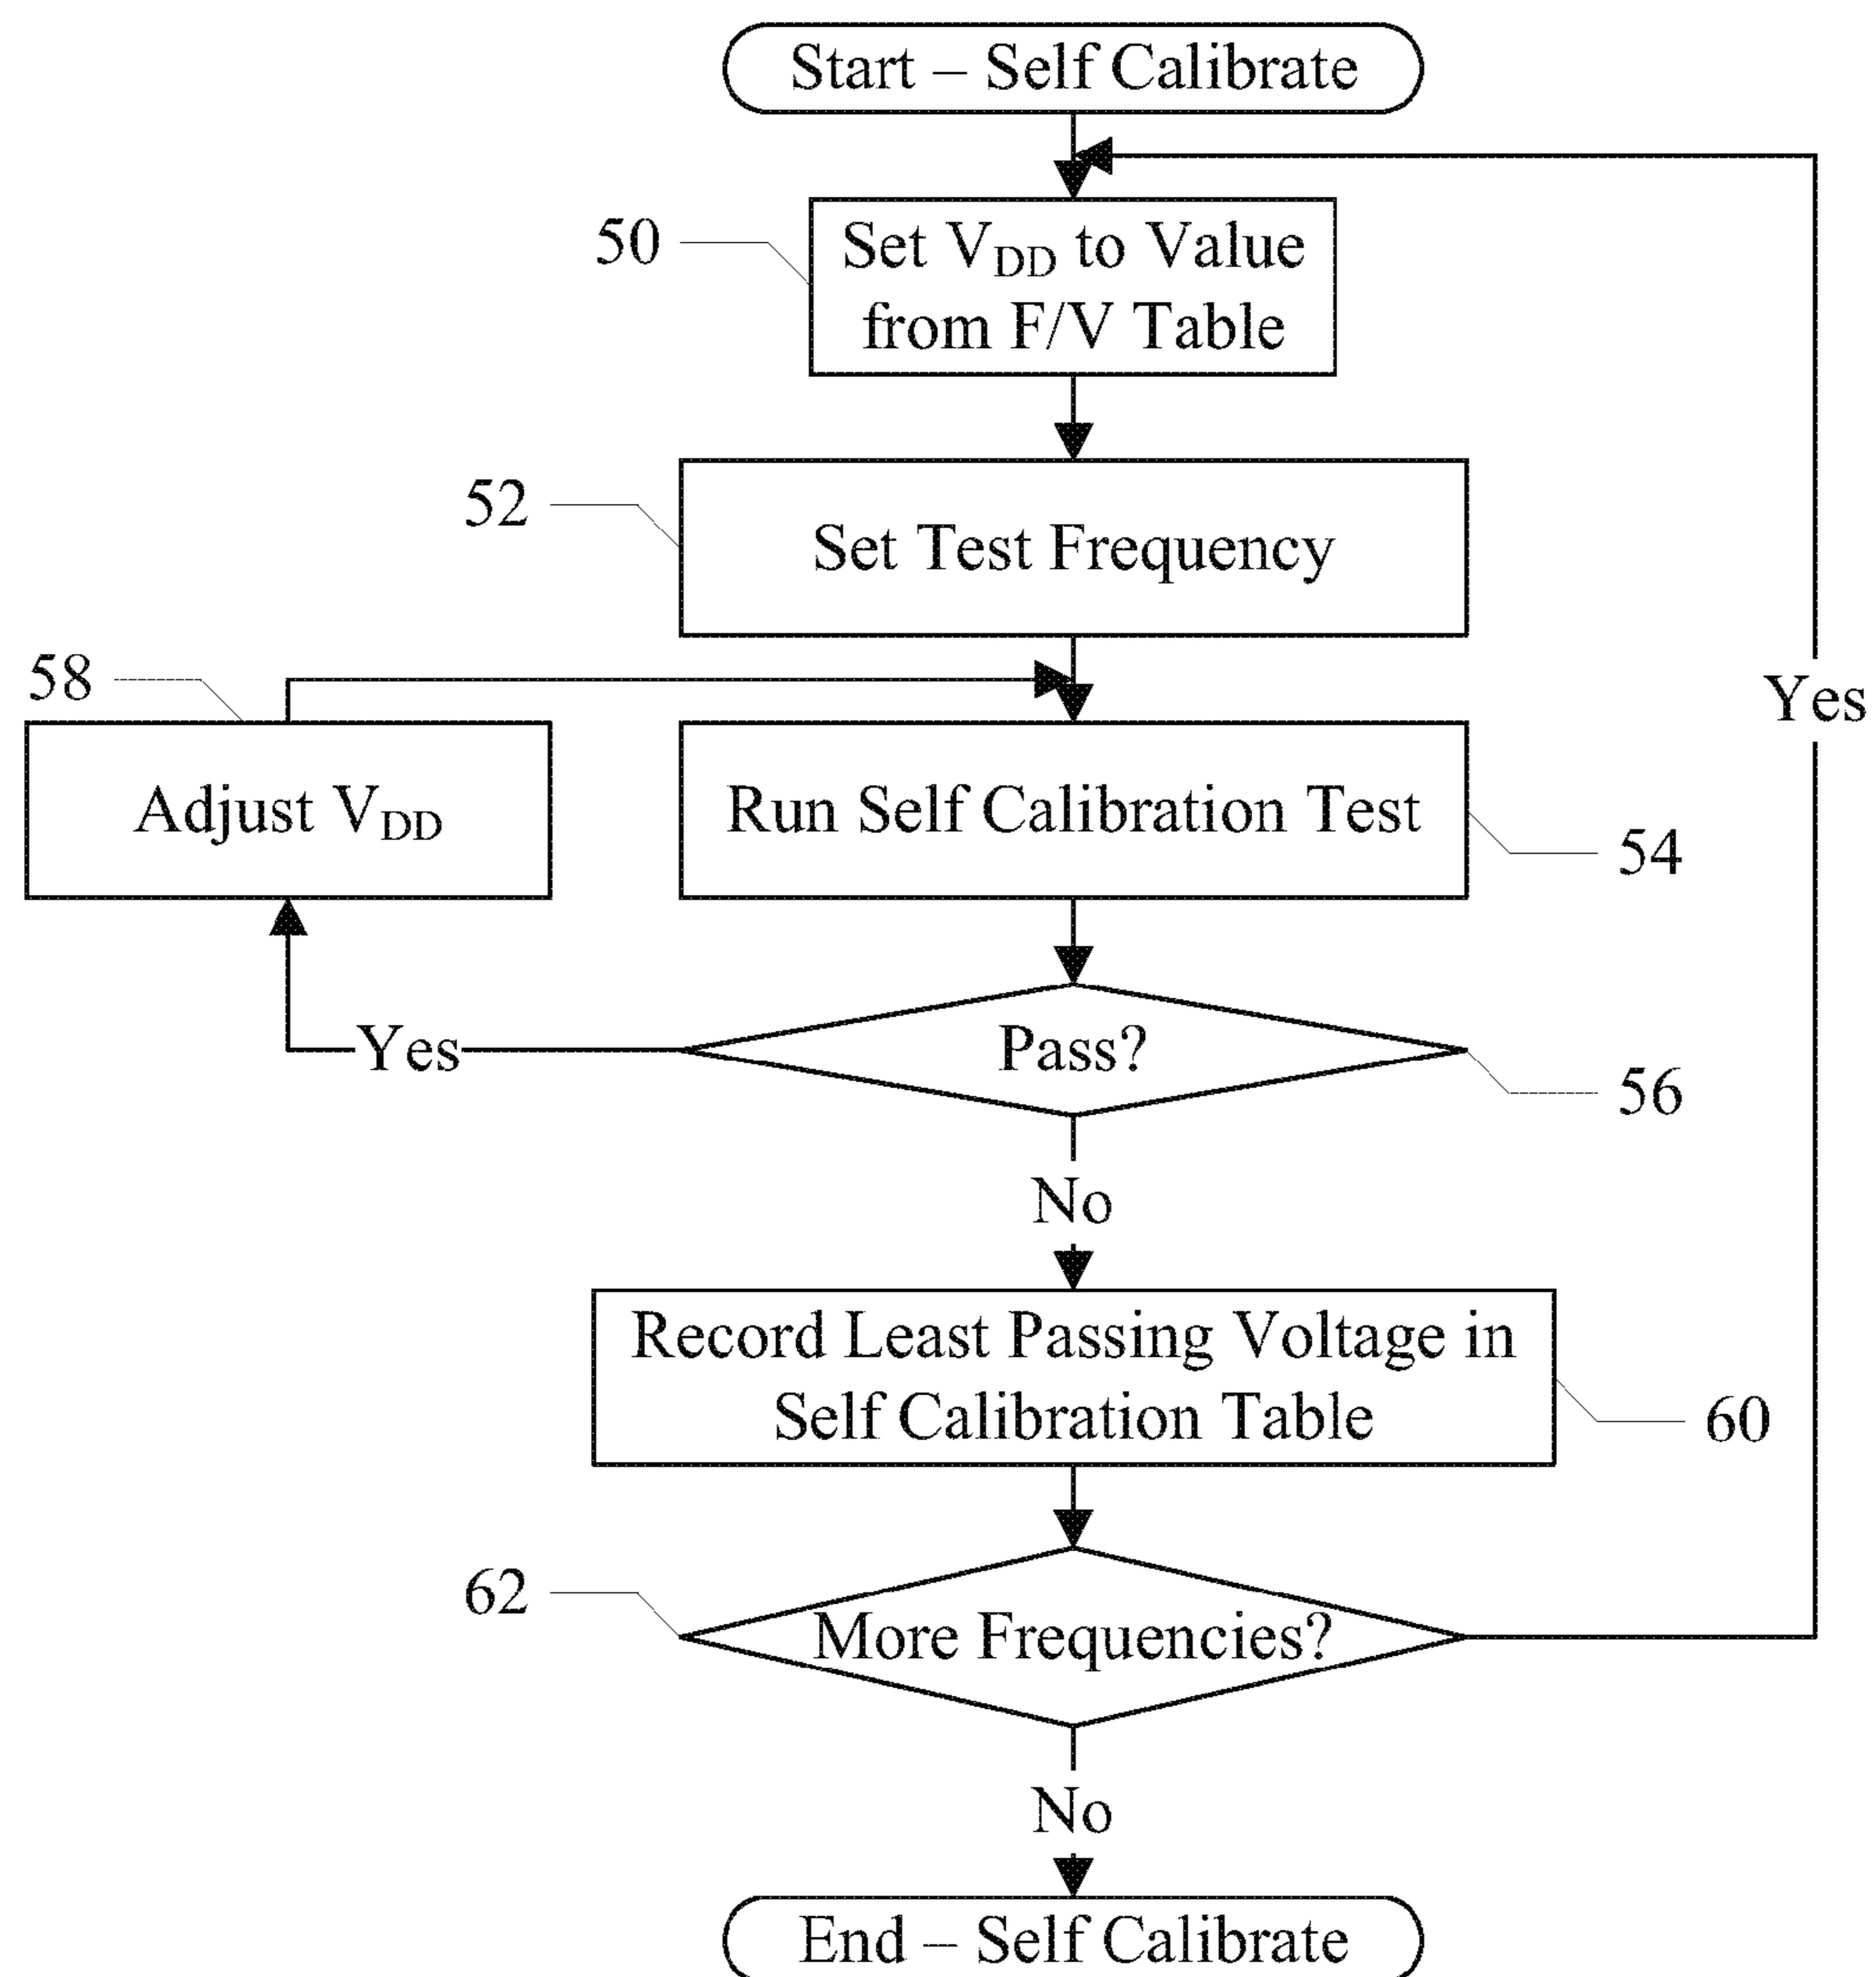 Start – Self Calibrate
50
Set VDD to Value
from F/V Table
52
Set Test Frequency
58
Yes
Adjust VDD
Run Self Calibration Test
54
Yes
Pass?
56
No
Record Least Passing Voltage in
Self Calibration Table
60
62
More Frequencies?
No
End – Self Calibrate